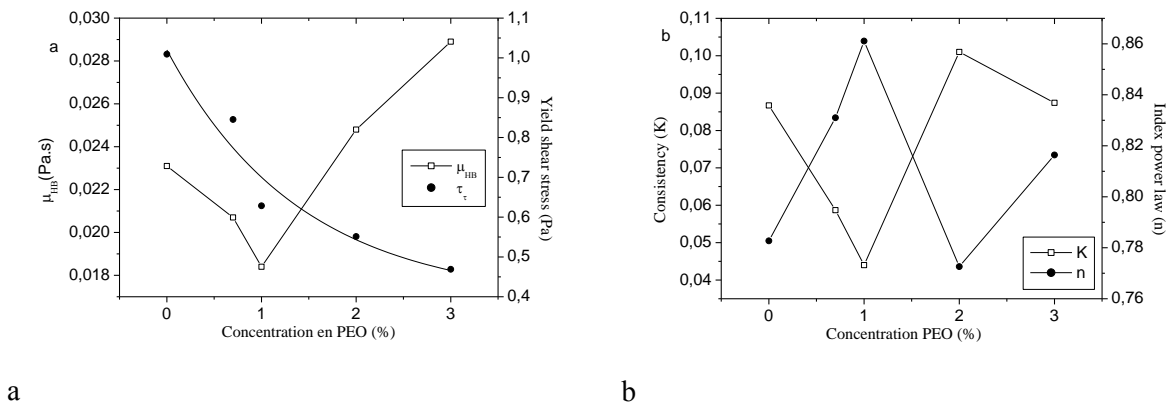 a
0,030
0,028
0,026
0,024
0,022
0,020
0,018
μHB(Pa.s)
1,1
1,0
0,9
0,8
0,7
0,6
0,5
0,4
Yield shear stress (Pa)
μHB
ττ
0 1 2 3
Concentration en PEO (%)
b
0,11
0,10
0,09
0,08
0,07
0,06
0,05
0,04
Consistency (K)
0,86
0,84
0,82
0,80
0,78
0,76
Index power law (n)
K
n
0 1 2 3
Concentration PEO (%)
a b